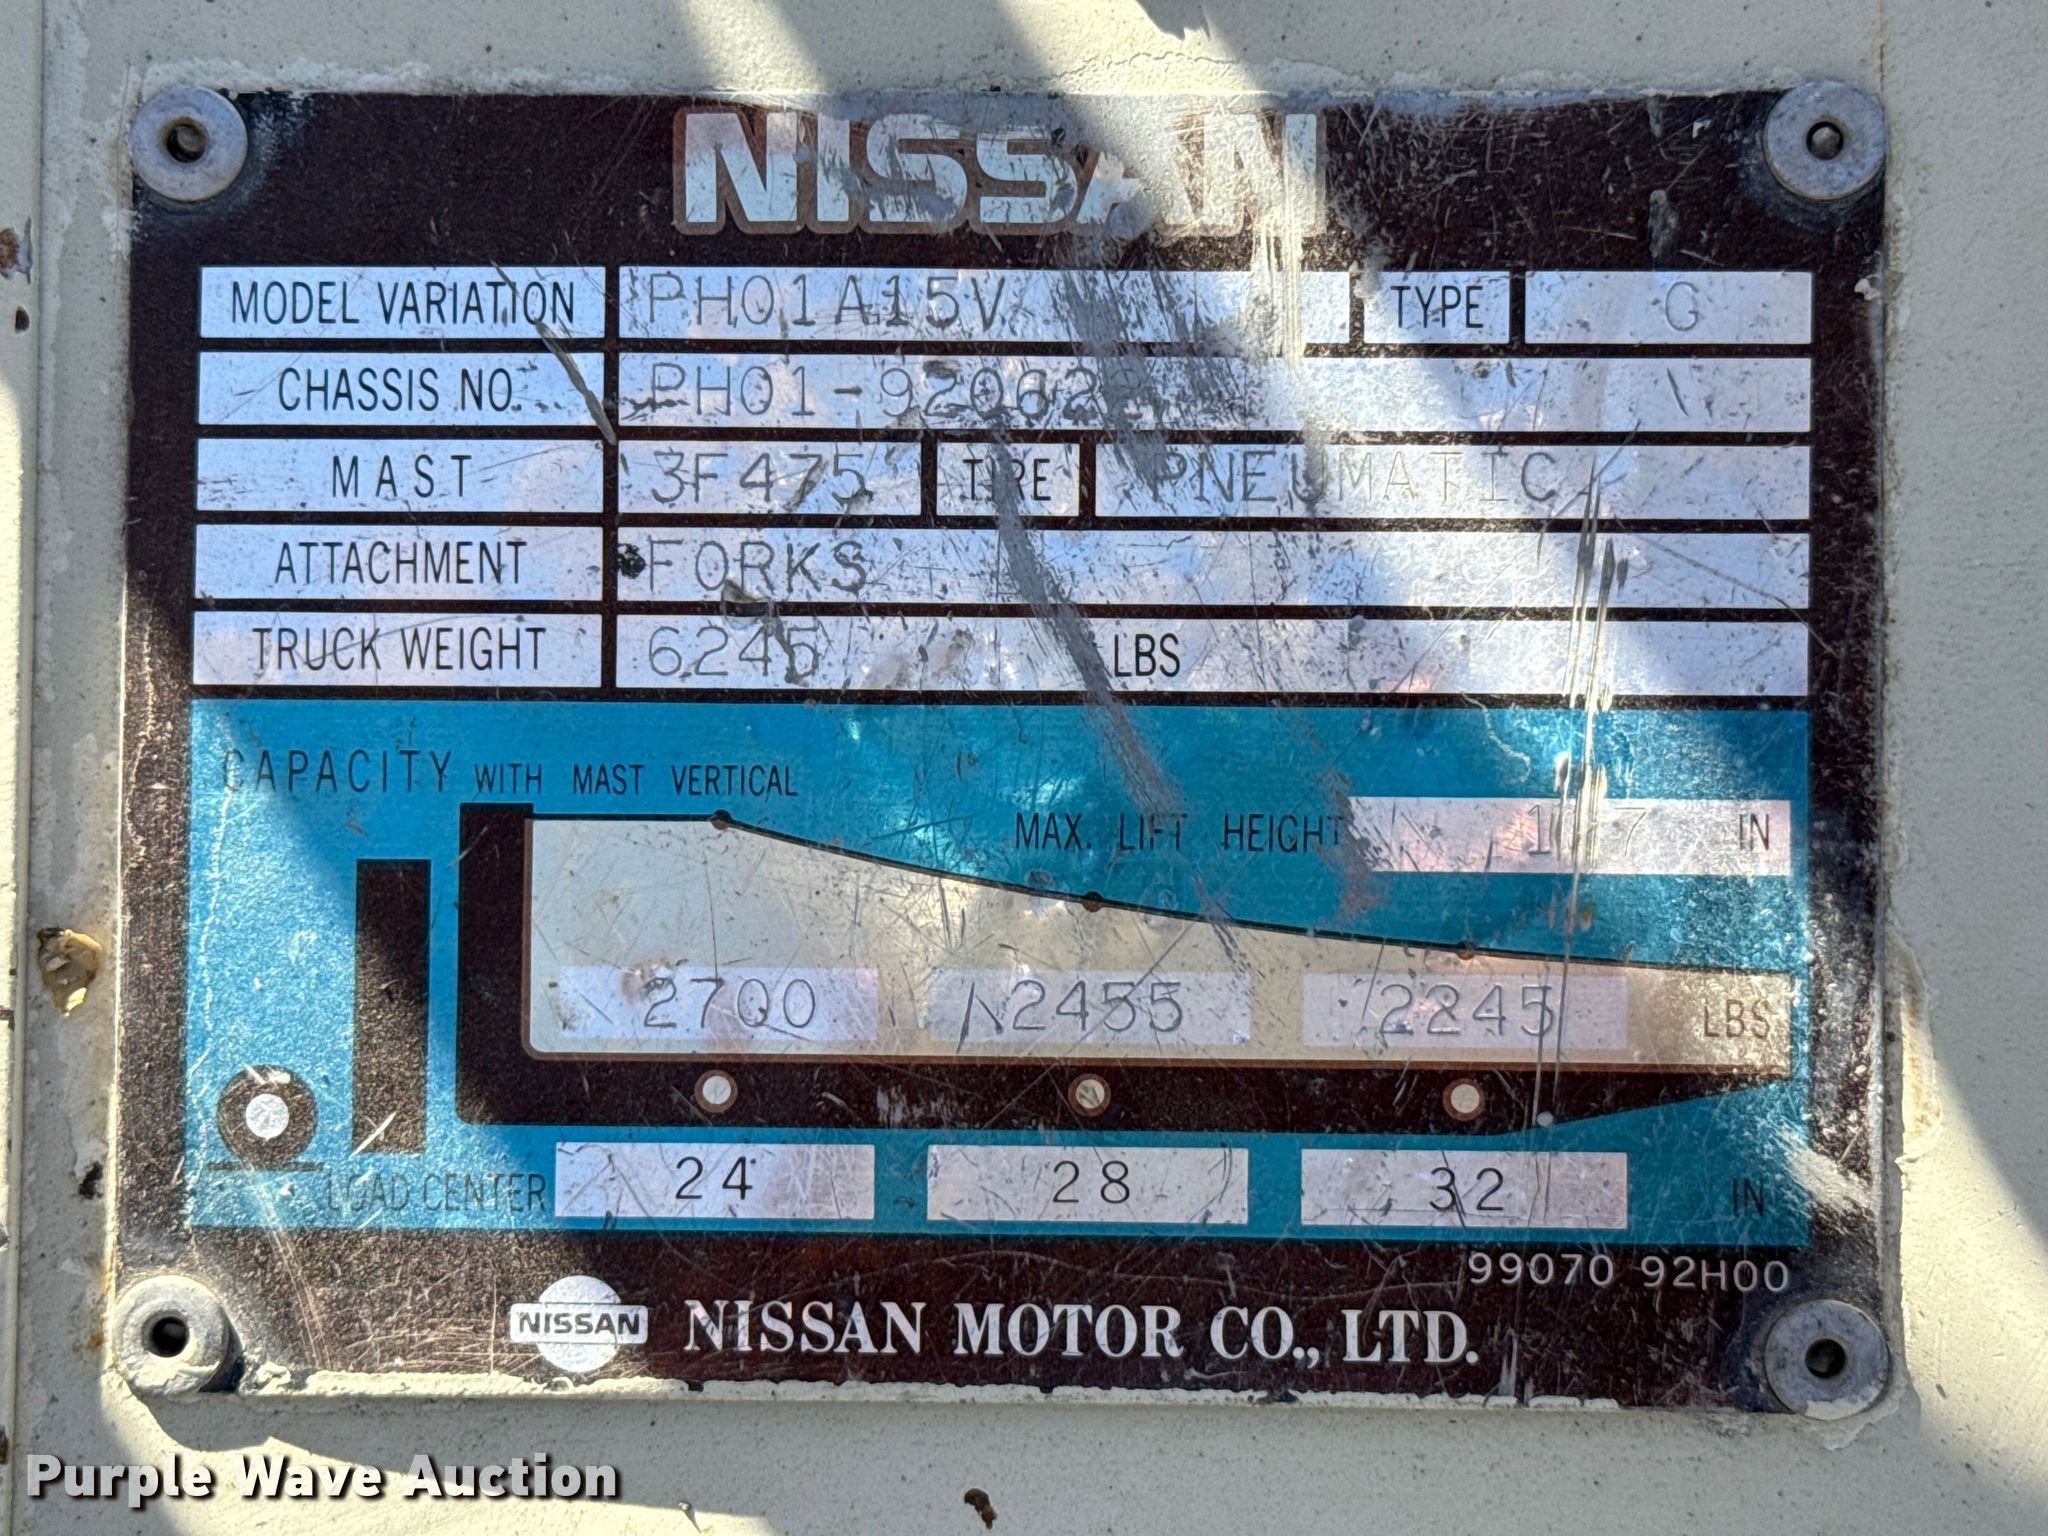 NISSAN
MODEL VARIATION PH01A15V TYPE G
CHASSIS NO.
MAST 3F475 TIRE PNEUMATIC
ATTACHMENT FORKS
TRUCK WEIGHT 6245 LBS
CAPACITY WITH MAST VERTICAL
MAX. LIFT HEIGHT IN
2700 2455 2245 LBS
LOAD CENTER 24 28 32 IN
99070 92H00
NISSAN NISSAN MOTOR CO., LTD.
Purple Wave Auction